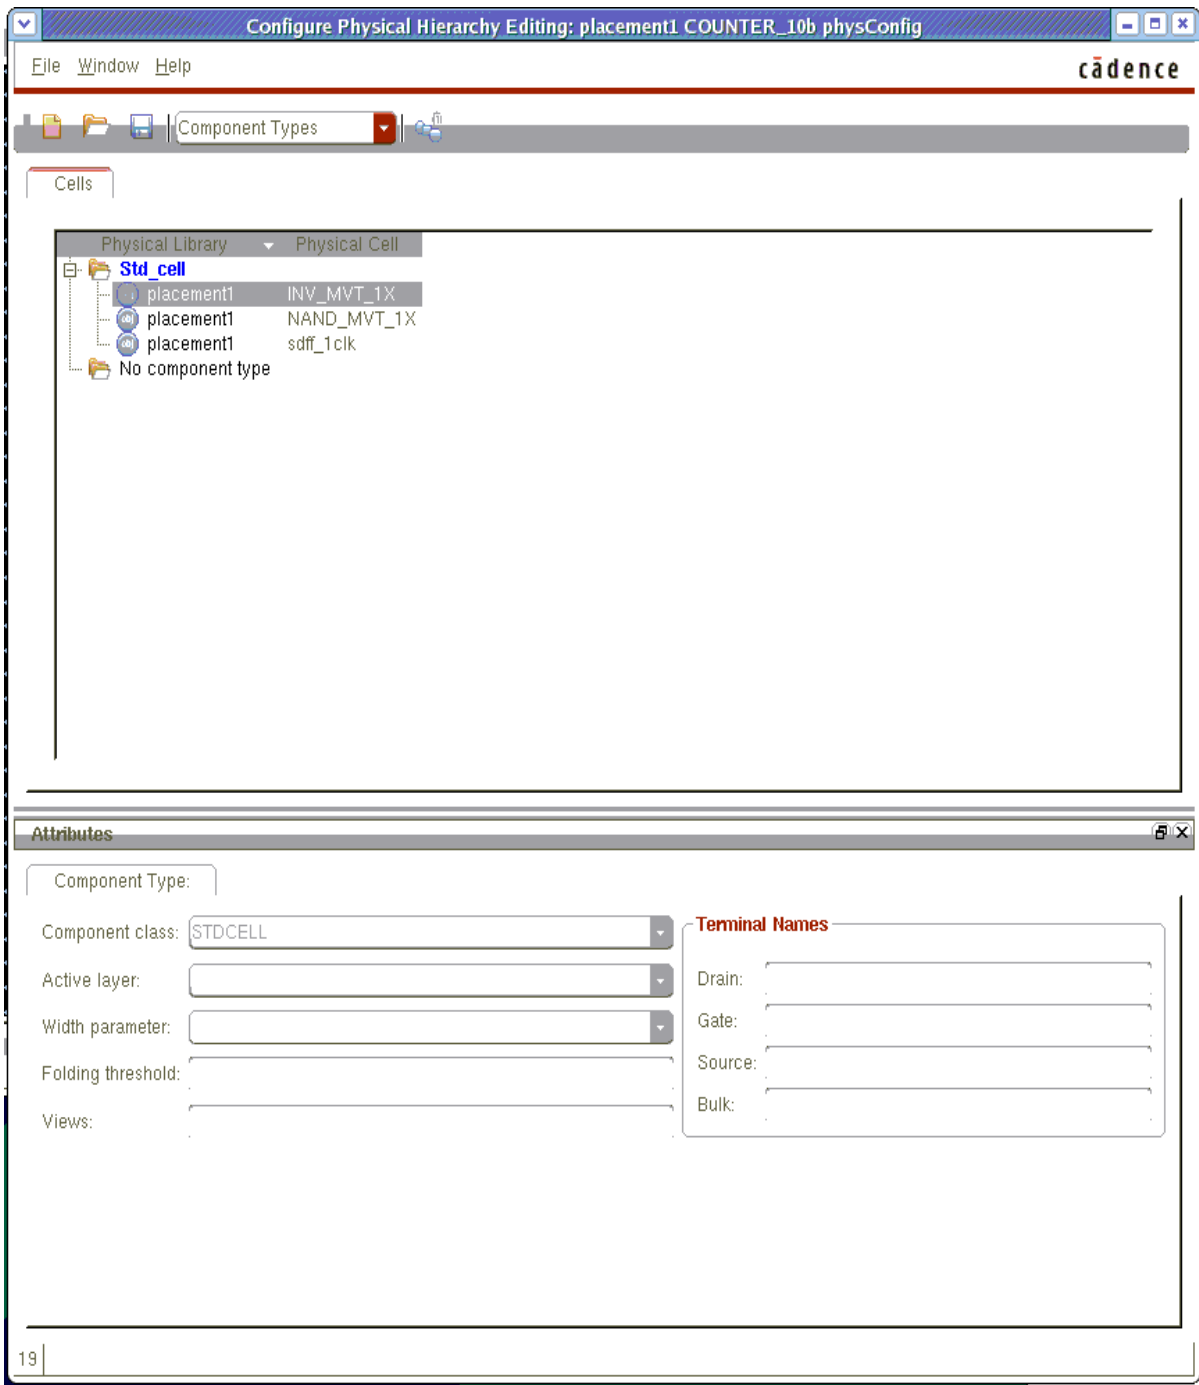 Configure Physical Hierarchy Editing: placement1 COUNTER_10b physConfig
File Window Help
cādence
Component Types
Cells
Physical Library Physical Cell
Std_cell
placement1 INV_MVT_1X
placement1 NAND_MVT_1X
placement1 sdff_1clk
No component type
Attributes
Component Type:
Component class: STDCELL
Active layer:
Width parameter:
Folding threshold:
Views:
Terminal Names
Drain:
Gate:
Source:
Bulk:
19